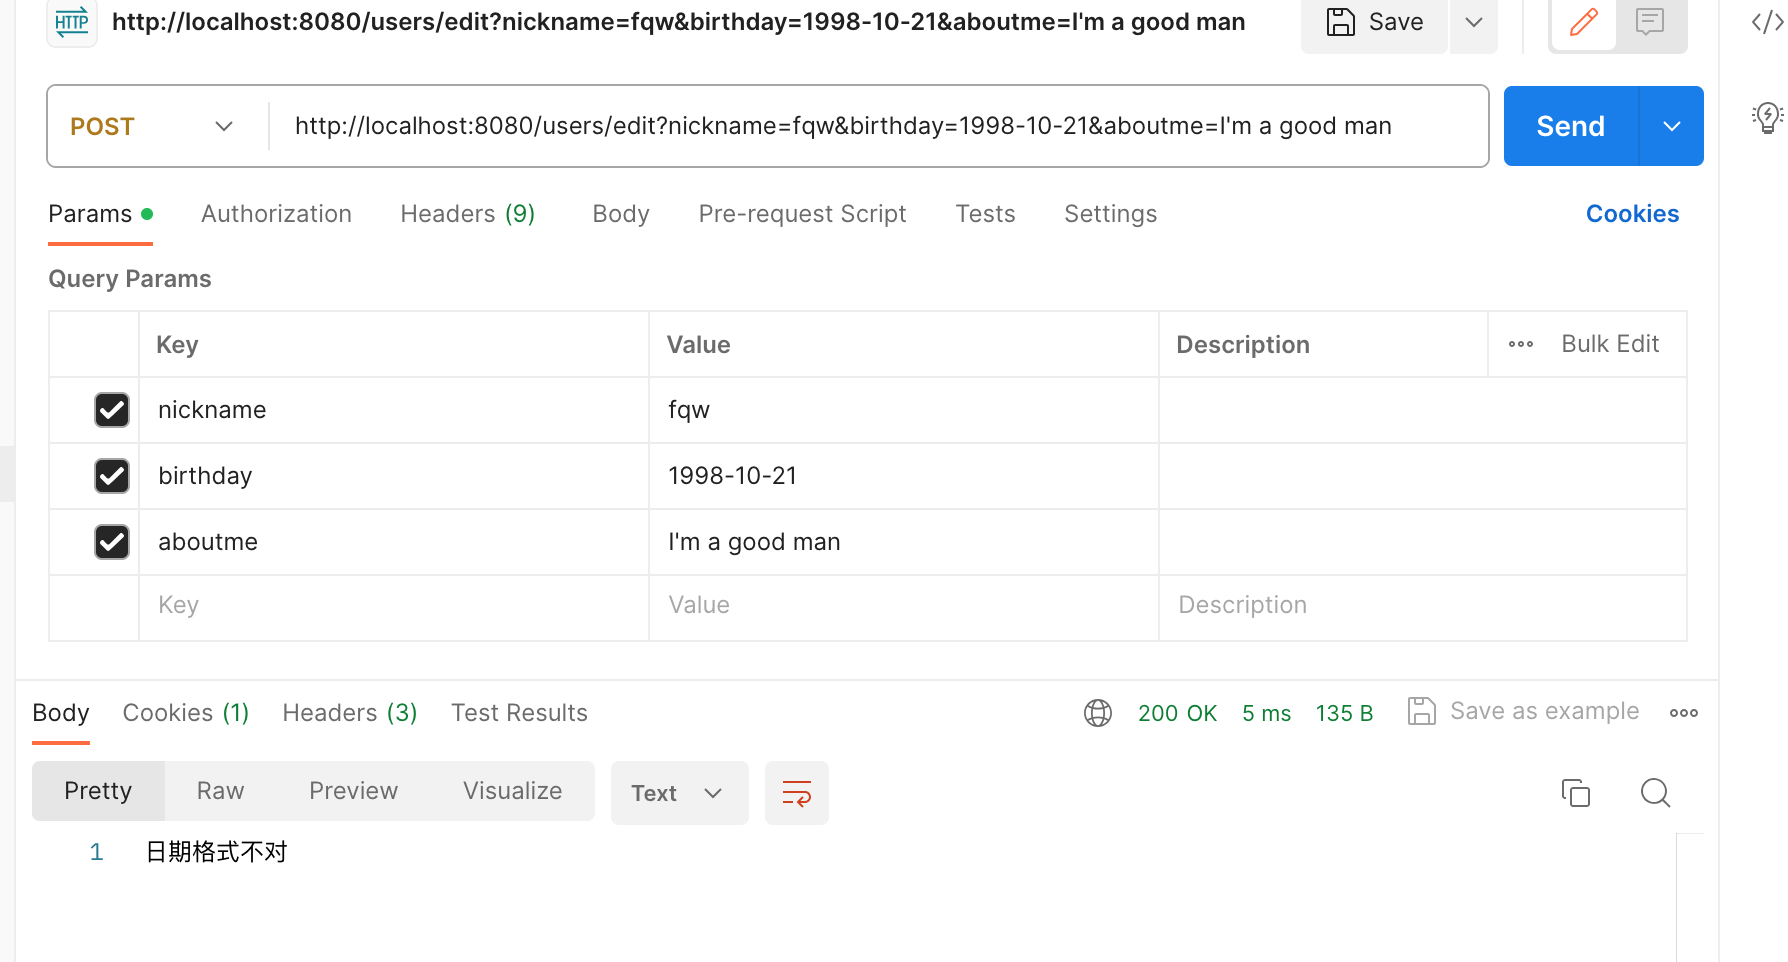 HTTP http://localhost:8080/users/edit?nickname=fqw&birthday=1998-10-21&aboutme=I'm a good man Save
POST http://localhost:8080/users/edit?nickname=fqw&birthday=1998-10-21&aboutme=I'm a good man Send
Params Authorization Headers (9) Body Pre-request Script Tests Settings Cookies
Query Params
Key Value Description Bulk Edit
nickname fqw
birthday 1998-10-21
aboutme I'm a good man
Key Value Description
Body Cookies (1) Headers (3) Test Results 200 OK 5 ms 135 B Save as example
Pretty Raw Preview Visualize Text
1 日期格式不对